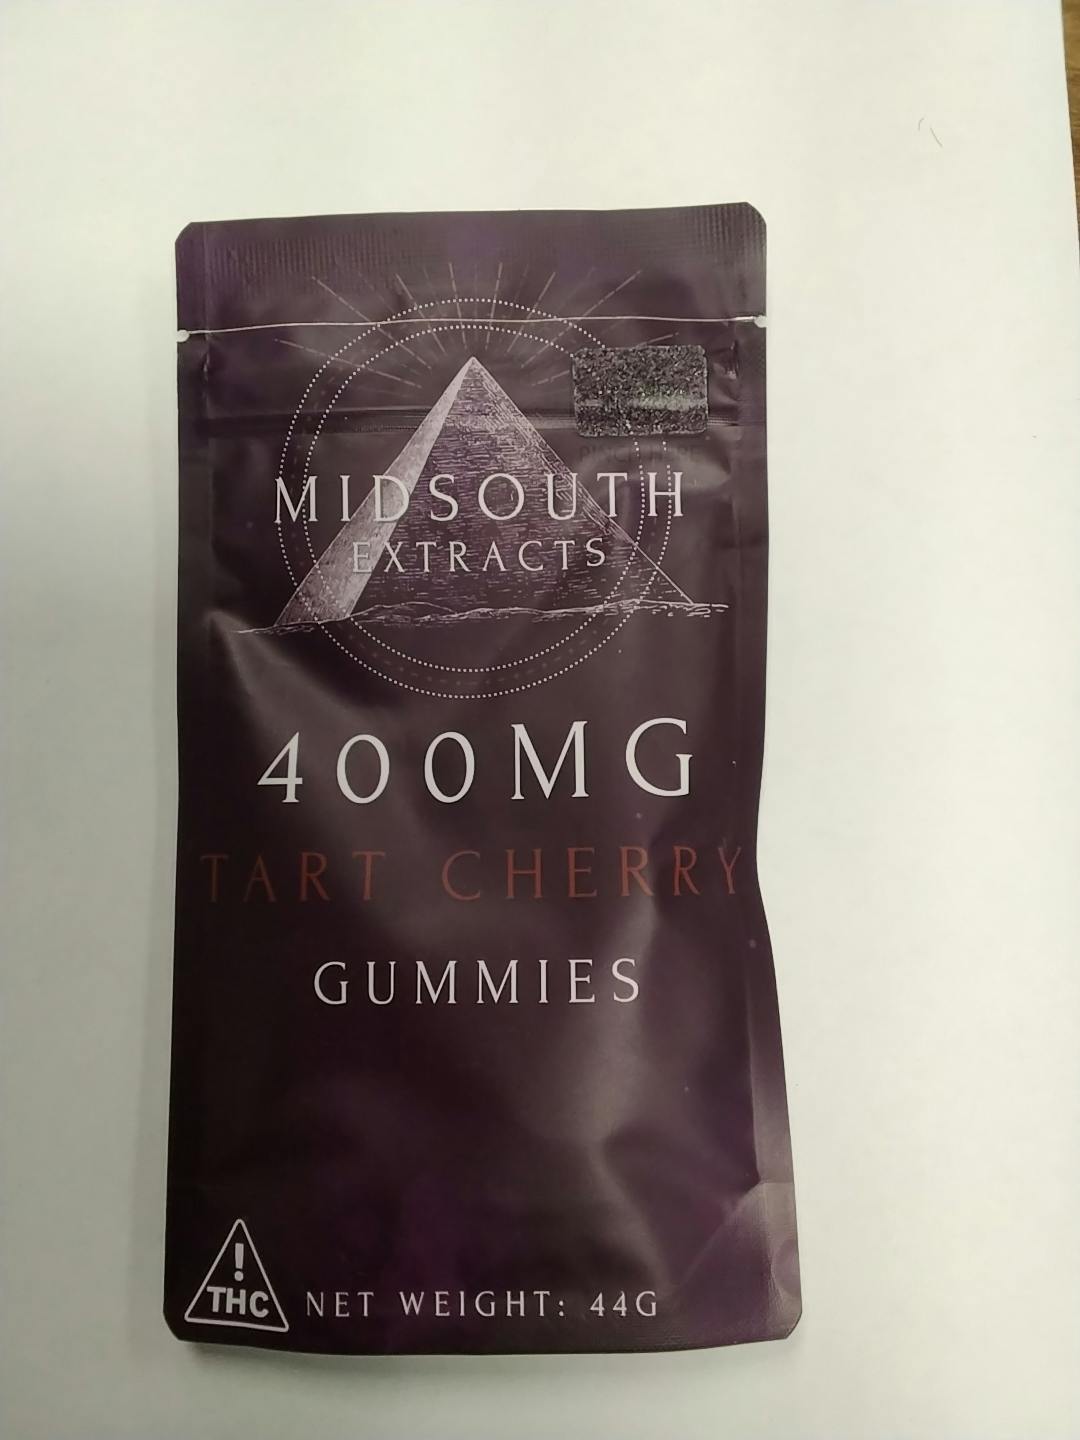 MIDSOUTH
EXTRACTS
400MG
TART CHERRY
GUMMIES
!
THC
NET WEIGHT: 44G